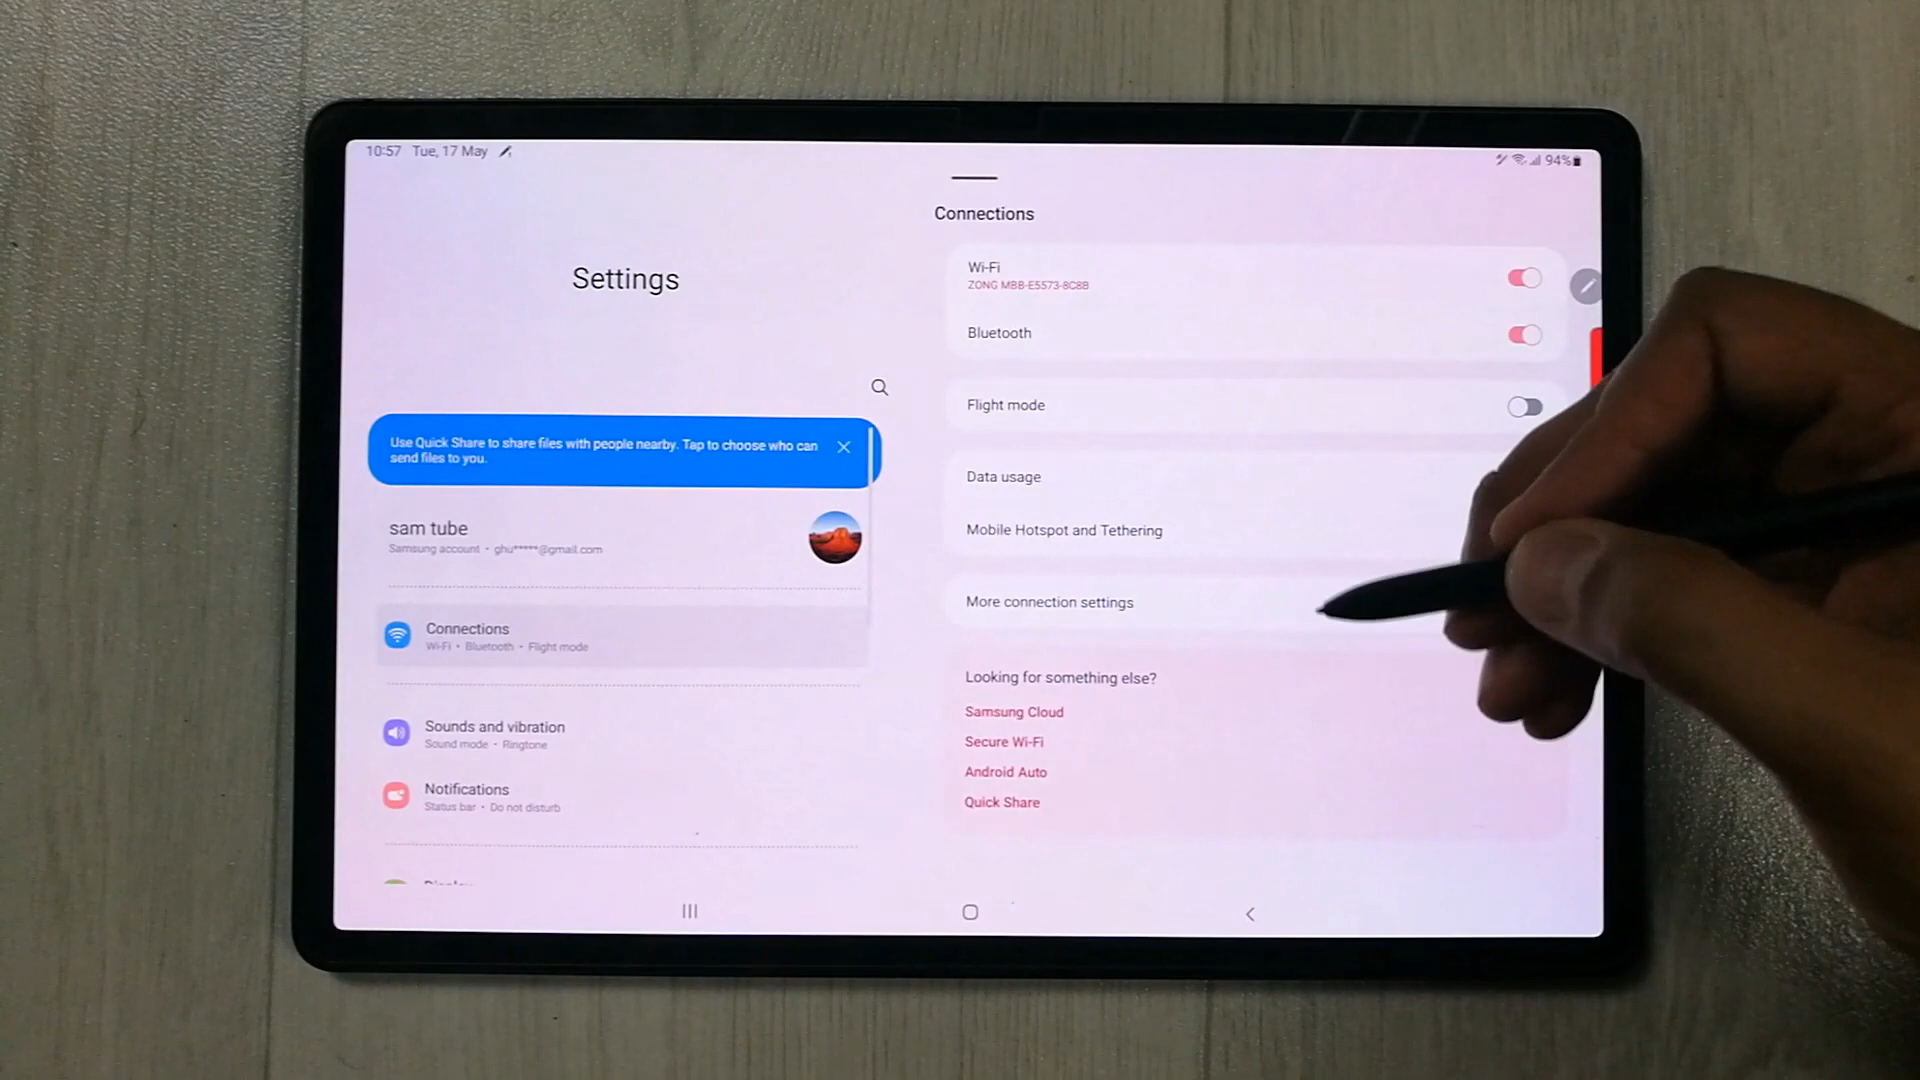 10:57 Tue, 17 May
94%
Settings
Use Quick Share to share files with people nearby. Tap to choose who can
send files to you.
sam tube
Samsung account • ghu*****@gmail.com
Connections
Wi-Fi • Bluetooth • Flight mode
Sounds and vibration
Sound mode • Ringtone
Notifications
Status bar • Do not disturb
Connections
Wi-Fi
ZONG MBB-E5573-8C8B
Bluetooth
Flight mode
Data usage
Mobile Hotspot and Tethering
More connection settings
Looking for something else?
Samsung Cloud
Secure Wi-Fi
Android Auto
Quick Share